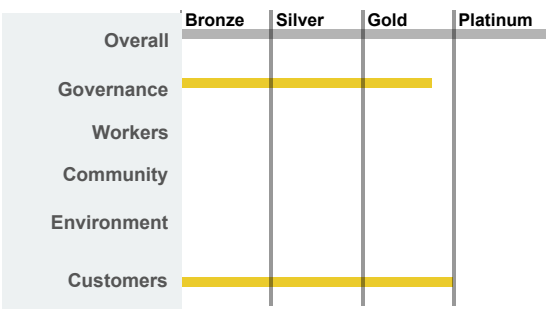 Bronze Silver Gold Platinum
Overall
Governance
Workers
Community
Environment
Customers